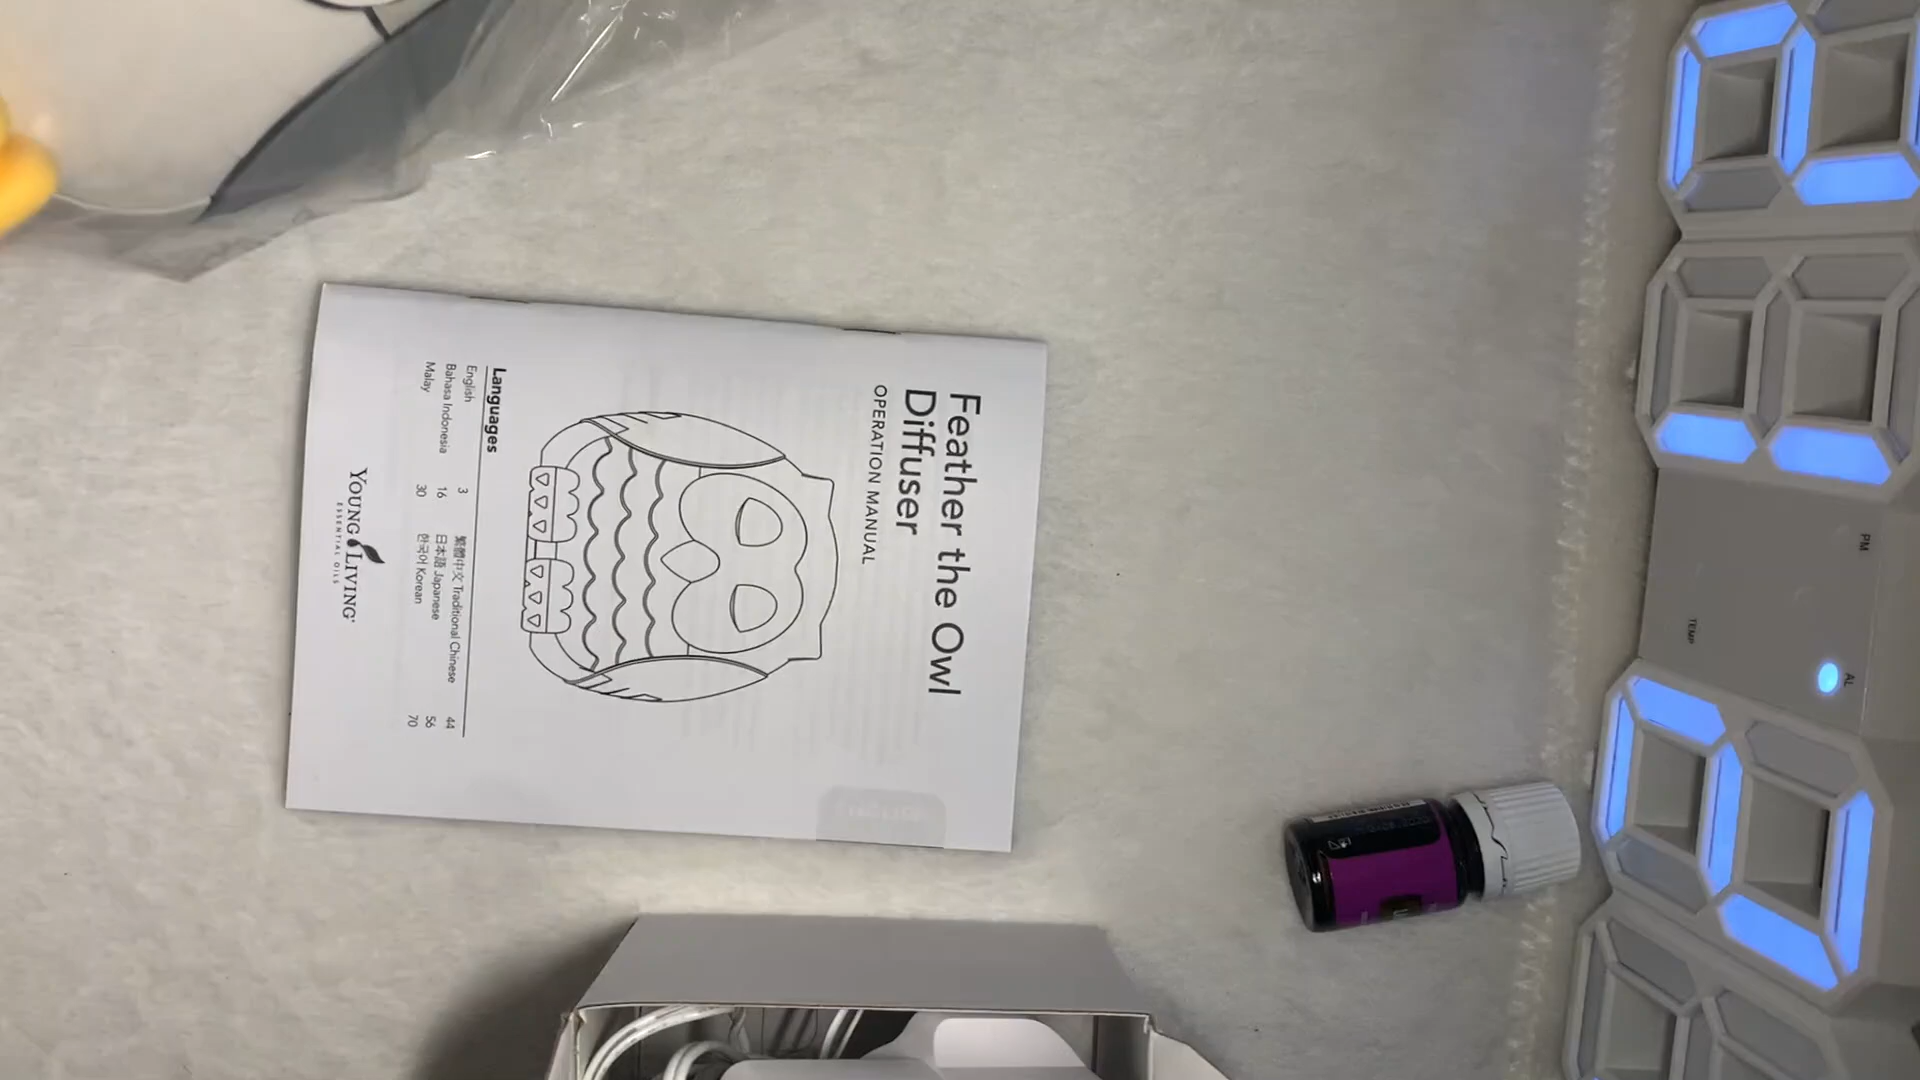 Feather the Owl
Diffuser
OPERATION MANUAL
Languages
English 3
Bahasa Indonesia 16
Malay 30
繁體中文 Traditional Chinese 44
日本語 Japanese 56
한국어 Korean 70
YOUNG LIVING
ESSENTIAL OILS
PM
TEMP
AL